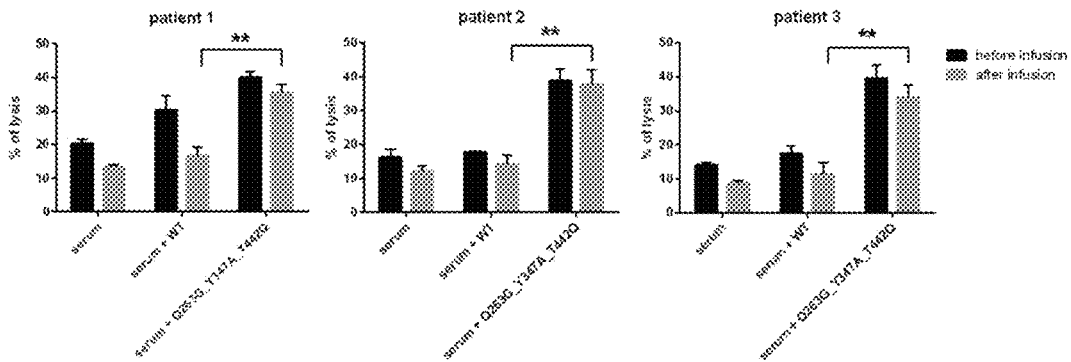 patient 1
patient 2
patient 3
**
**
**
before infusion
after infusion
% of lysis
50
40
30
20
10
0
% of lysis
50
40
30
20
10
0
% of lysis
50
40
30
20
10
0
serum
serum + WT
serum + Q263G_Y347A_T442Q
serum
serum + WT
serum + Q263G_Y347A_T442Q
serum
serum + WT
serum + Q263G_Y347A_T442Q